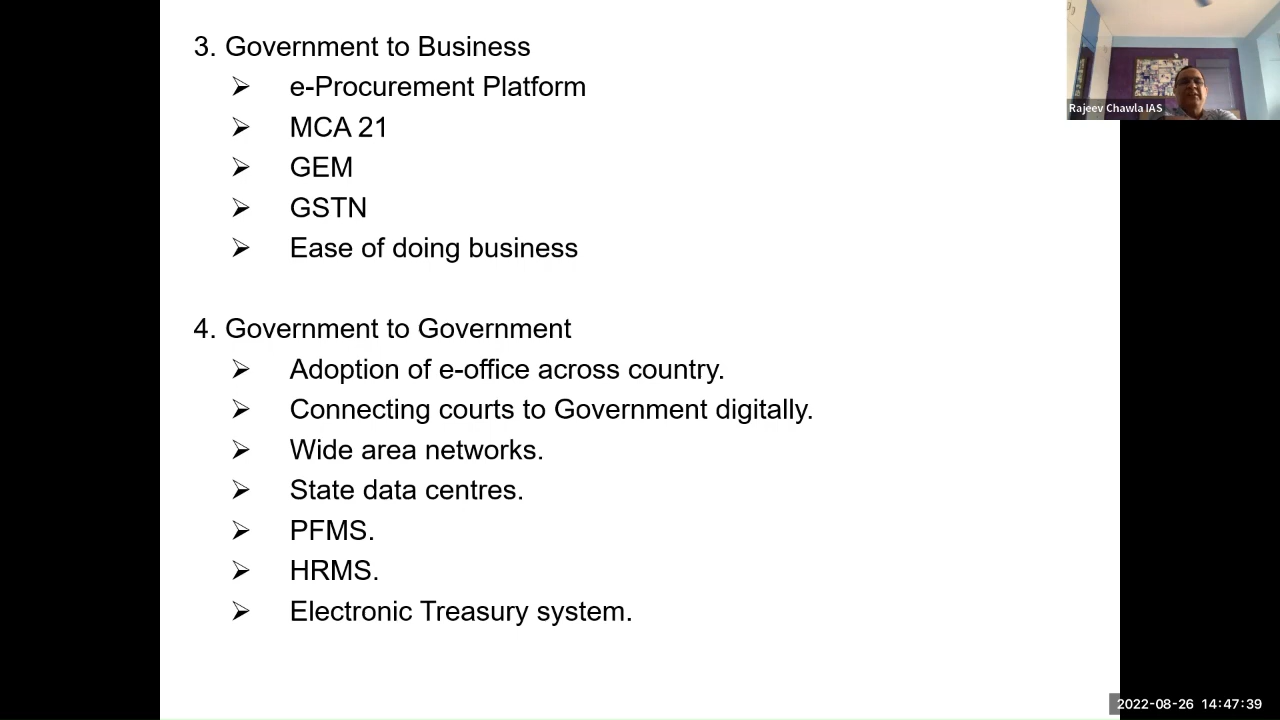 3. Government to Business
➢ e-Procurement Platform
➢ MCA 21
➢ GEM
➢ GSTN
➢ Ease of doing business
4. Government to Government
➢ Adoption of e-office across country.
➢ Connecting courts to Government digitally.
➢ Wide area networks.
➢ State data centres.
➢ PFMS.
➢ HRMS.
➢ Electronic Treasury system.
Rajeev Chawla IAS
2022-08-26 14:47:39